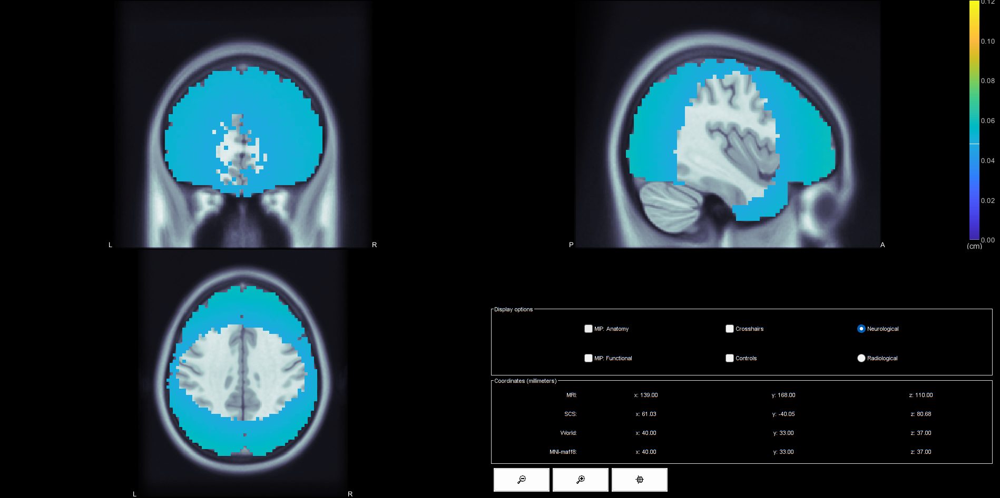 0.12
0.10
0.08
0.06
0.04
0.02
0.00
(cm)
L R
P A
L R
Display options
MIP: Anatomy Crosshairs Neurological
MIP: Functional Controls Radiological
Coordinates (millimeters)
MRI: x: 139.00 y: 168.00 z: 110.00
SCS: x: 61.03 y: -40.05 z: 80.68
World: x: 40.00 y: 33.00 z: 37.00
MNI-maff8: x: 40.00 y: 33.00 z: 37.00